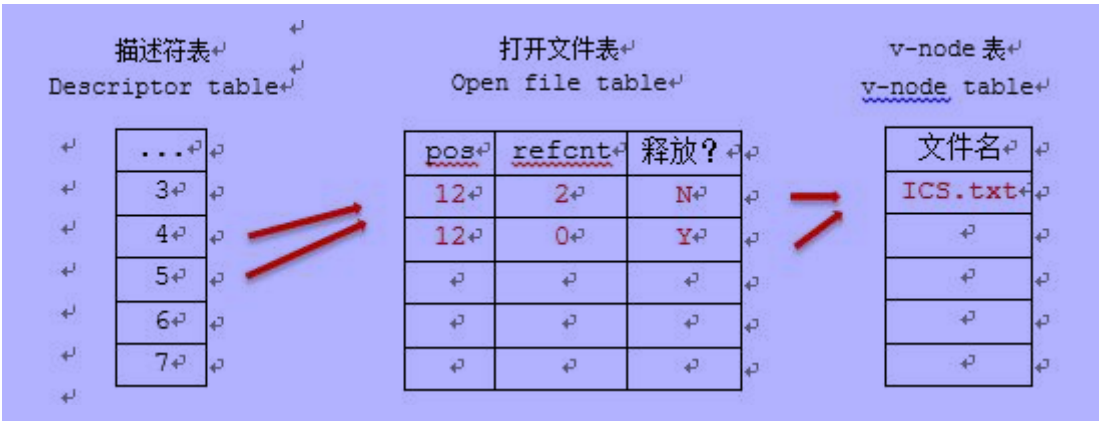 描述符表
Descriptor table
打开文件表
Open file table
v-node 表
v-node table
...
3
4
5
6
7
pos refcnt 释放？
12 2 N
12 0 Y
文件名
ICS.txt